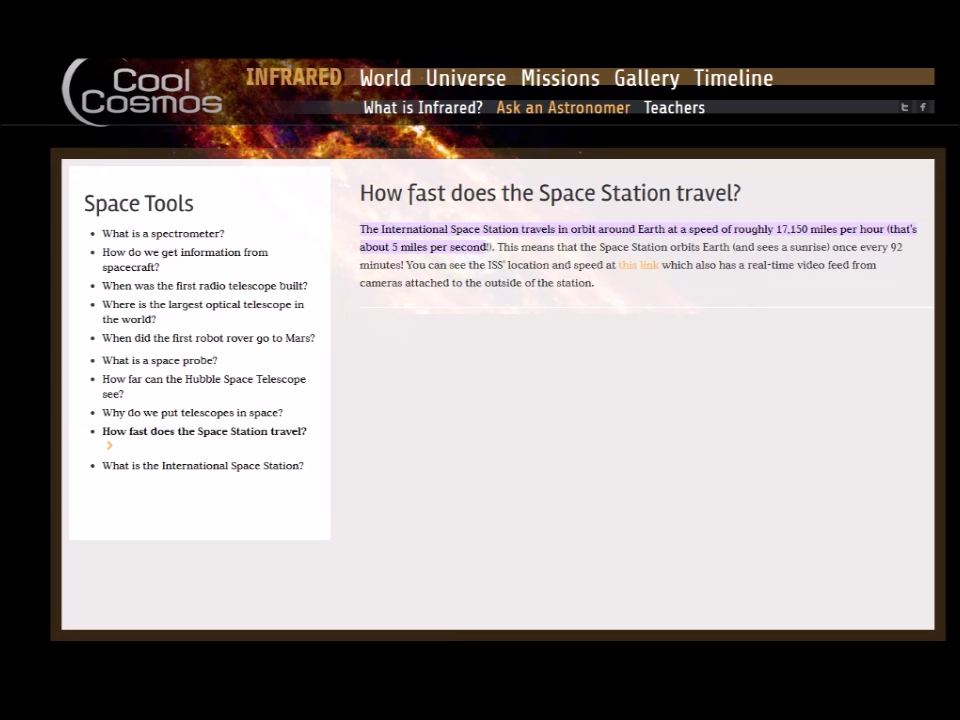 Cool
Cosmos
INFRARED World Universe Missions Gallery Timeline
What is Infrared? Ask an Astronomer Teachers
Space Tools
What is a spectrometer?
How do we get information from
spacecraft?
When was the first radio telescope built?
Where is the largest optical telescope in
the world?
When did the first robot rover go to Mars?
What is a space probe?
How far can the Hubble Space Telescope
see?
Why do we put telescopes in space?
How fast does the Space Station travel?
What is the International Space Station?
How fast does the Space Station travel?
The International Space Station travels in orbit around Earth at a speed of roughly 17,150 miles per hour (that's
about 5 miles per second!). This means that the Space Station orbits Earth (and sees a sunrise) once every 92
minutes! You can see the ISS' location and speed at this link which also has a real-time video feed from
cameras attached to the outside of the station.